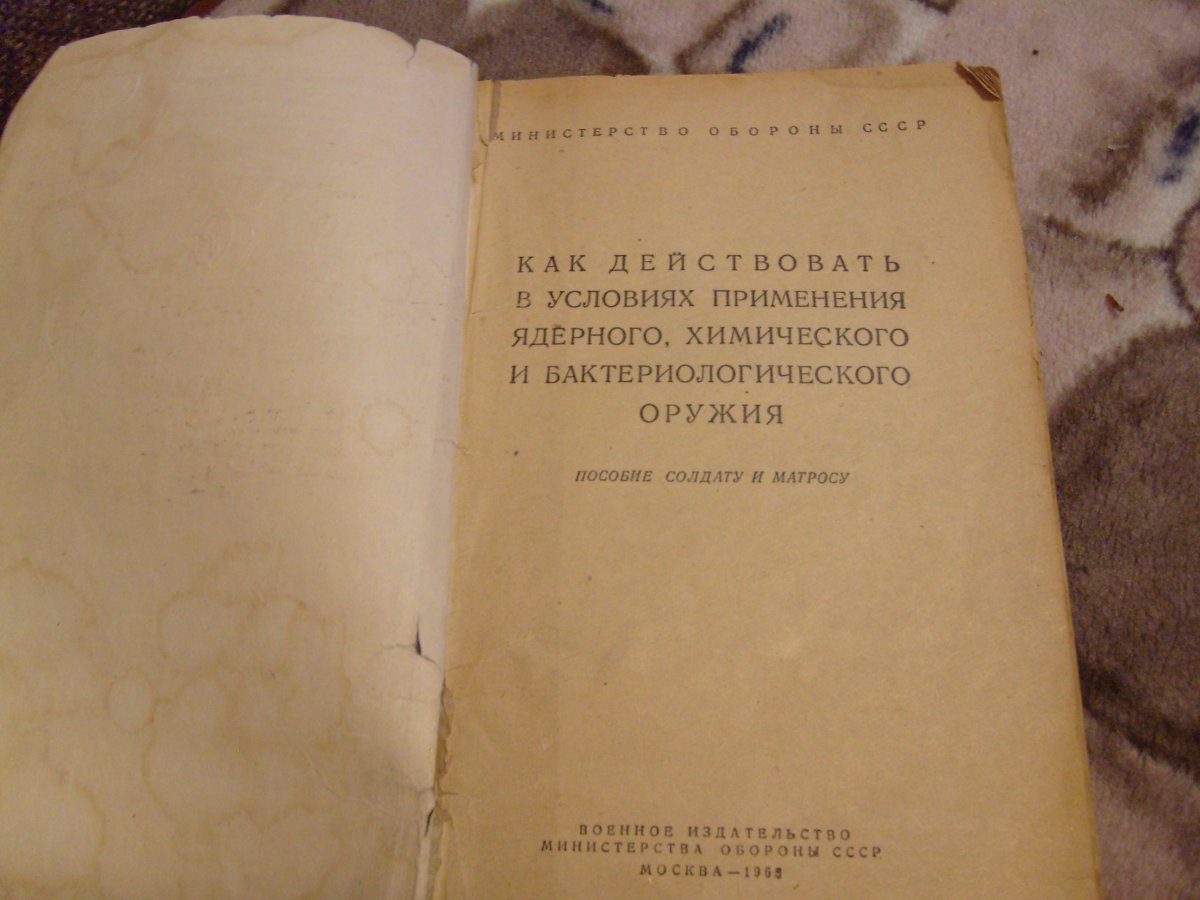 МИНИСТЕРСТВО ОБОРОНЫ СССР
КАК ДЕЙСТВОВАТЬ
В УСЛОВИЯХ ПРИМЕНЕНИЯ
ЯДЕРНОГО, ХИМИЧЕСКОГО
И БАКТЕРИОЛОГИЧЕСКОГО
ОРУЖИЯ
ПОСОБИЕ СОЛДАТУ И МАТРОСУ
ВОЕННОЕ ИЗДАТЕЛЬСТВО
МИНИСТЕРСТВА ОБОРОНЫ СССР
МОСКВА—